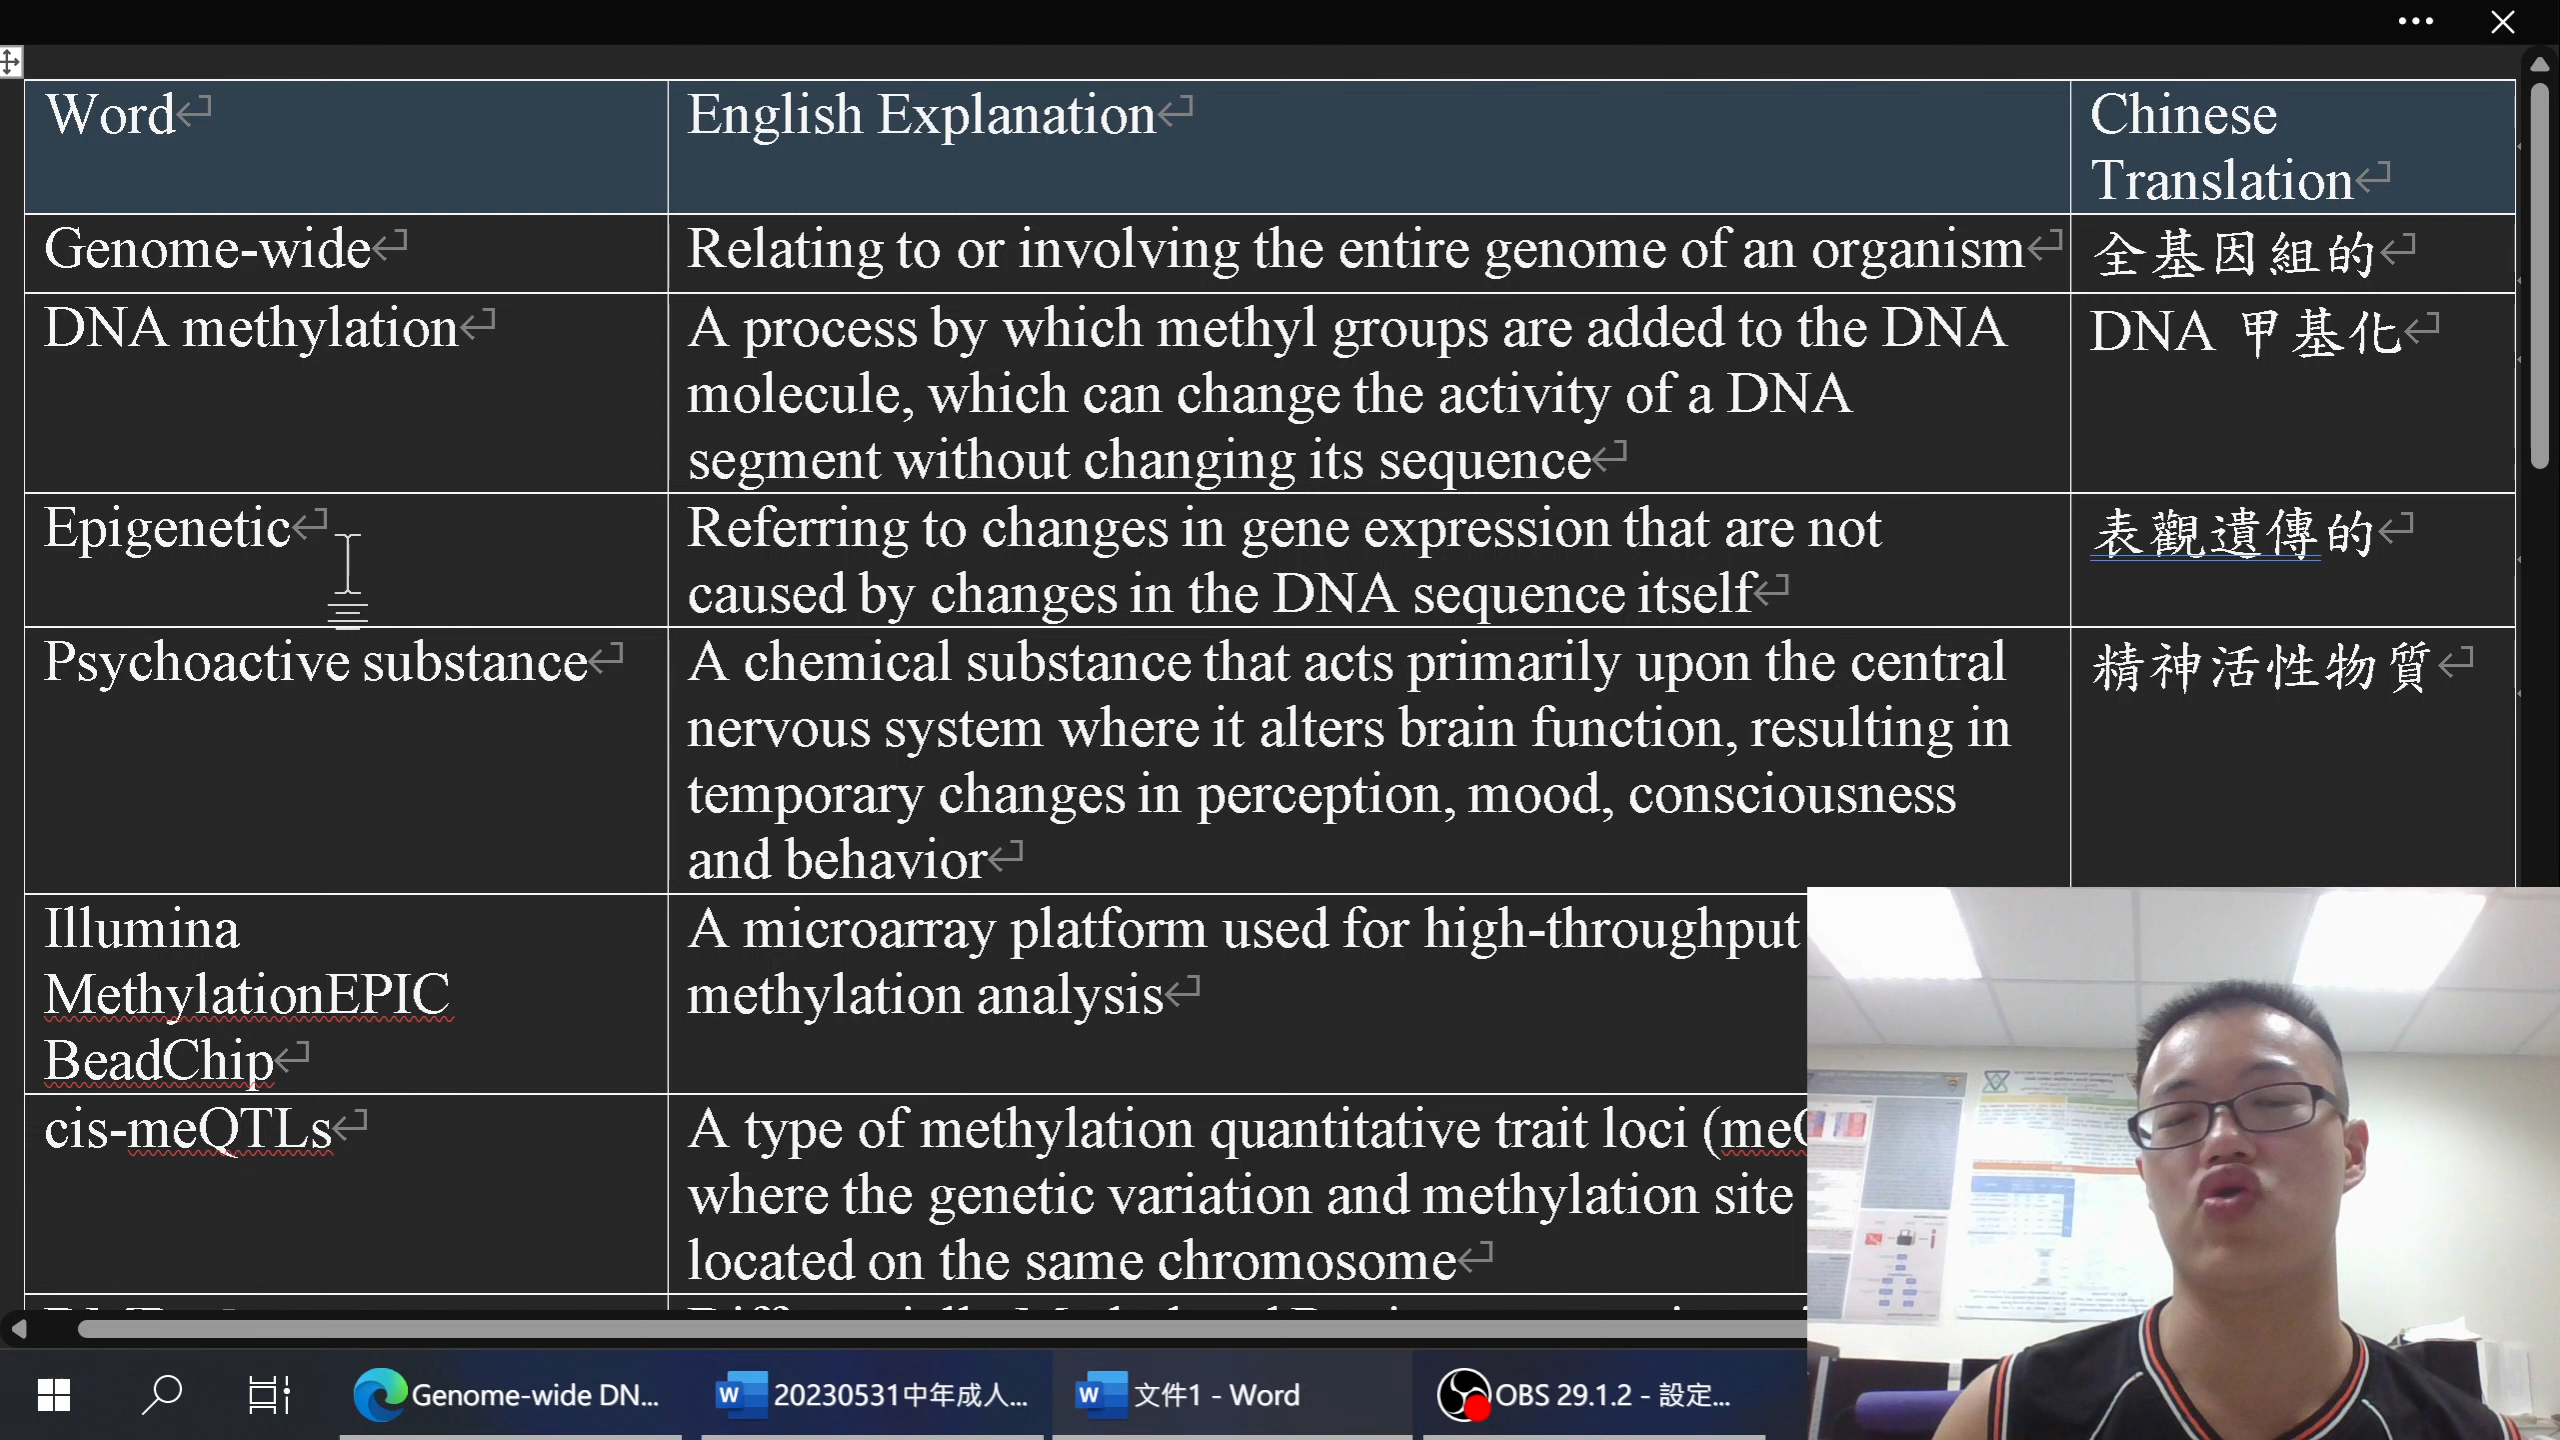 Word
English Explanation
Chinese
Translation
Genome-wide
Relating to or involving the entire genome of an organism
全基因組的
DNA methylation
A process by which methyl groups are added to the DNA
molecule, which can change the activity of a DNA
segment without changing its sequence
DNA 甲基化
Epigenetic
Referring to changes in gene expression that are not
caused by changes in the DNA sequence itself
表觀遺傳的
Psychoactive substance
A chemical substance that acts primarily upon the central
nervous system where it alters brain function, resulting in
temporary changes in perception, mood, consciousness
and behavior
精神活性物質
Illumina
MethylationEPIC
BeadChip
A microarray platform used for high-throughput
methylation analysis
cis-meQTLs
A type of methylation quantitative trait loci
where the genetic variation and methylation site
located on the same chromosome
Genome-wide DN...
20230531中年成人...
文件1 - Word
OBS 29.1.2 - 設定...